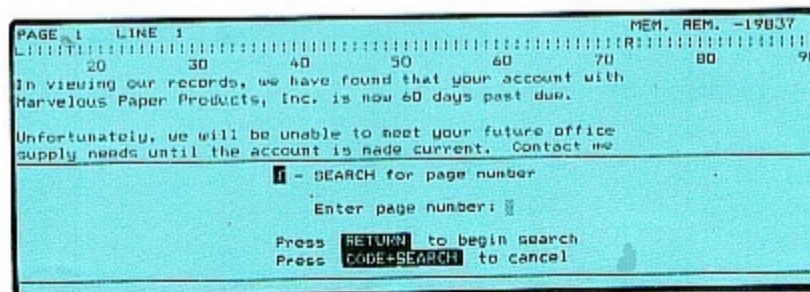 PAGE 1 LINE 1 MEM. REM. -19837
20 30 40 50 60 70 80 90
In viewing our records, we have found that your account with
Marvelous Paper Products, Inc. is now 60 days past due.
Unfortunately, we will be unable to meet your future office
supply needs until the account is made current. Contact me
- SEARCH for page number
Enter page number:
Press RETURN to begin search
Press CODE+SEARCH to cancel